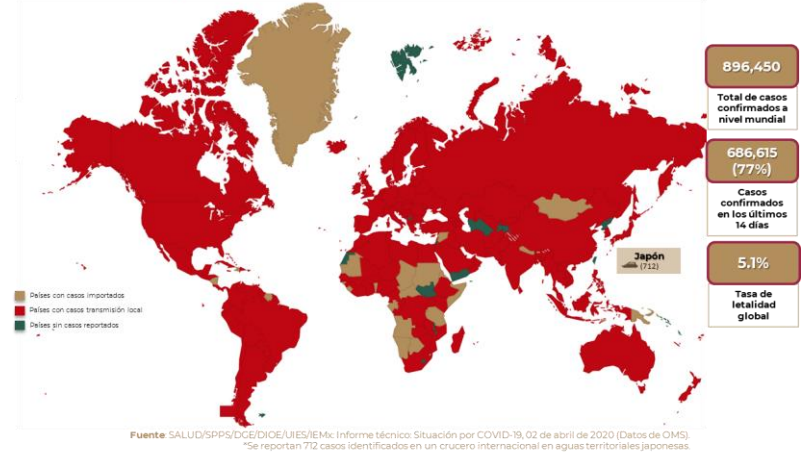 896,450
Total de casos
confirmados a
nivel mundial
686,615
(77%)
Casos
confirmados
en los últimos
14 días
Japón
(712)
5.1%
Tasa de
letalidad
global
Países con casos importados
Países con casos transmisión local
Países sin casos reportados
Fuente: SALUD/SPPS/DGE/DIOE/UIES/IEMx: Informe técnico: Situación por COVID-19, 02 de abril de 2020 (Datos de OMS).
*Se reportan 712 casos identificados en un crucero internacional en aguas territoriales japonesas.